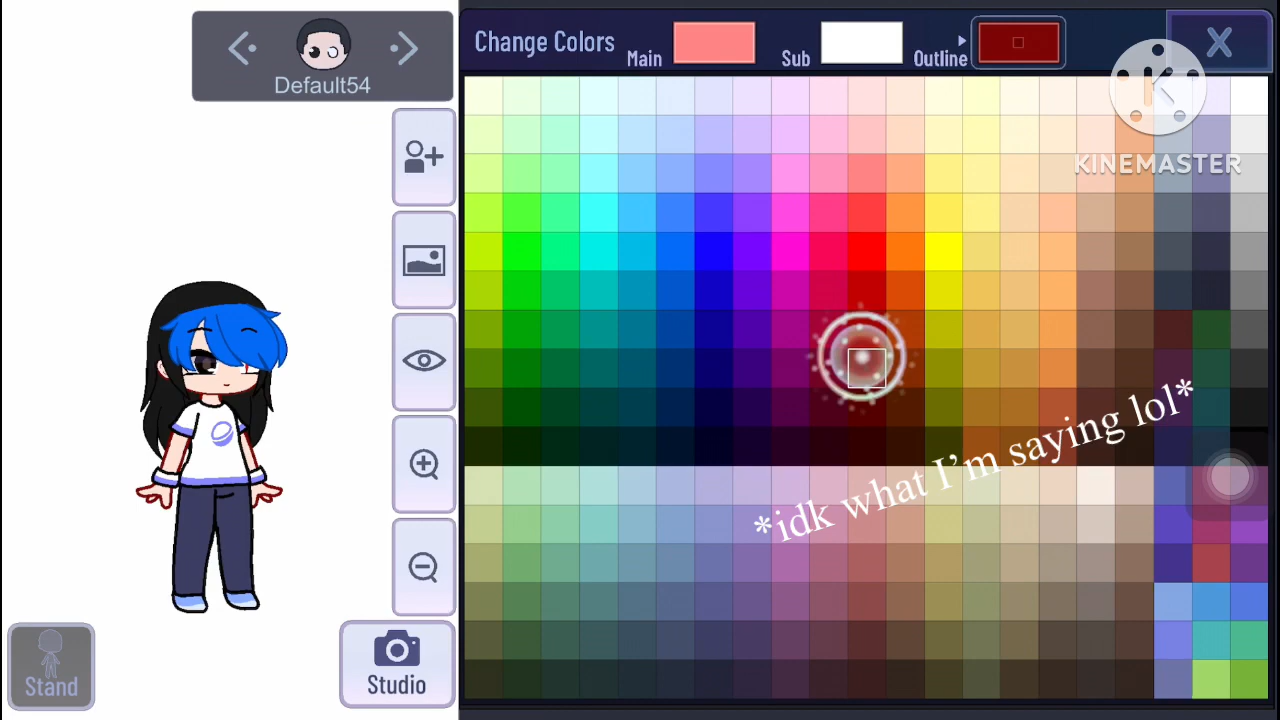 Default54
Change Colors
Main
Sub
Outline
X
KINEMASTER
*idk what I'm saying lol*
Studio
Stand